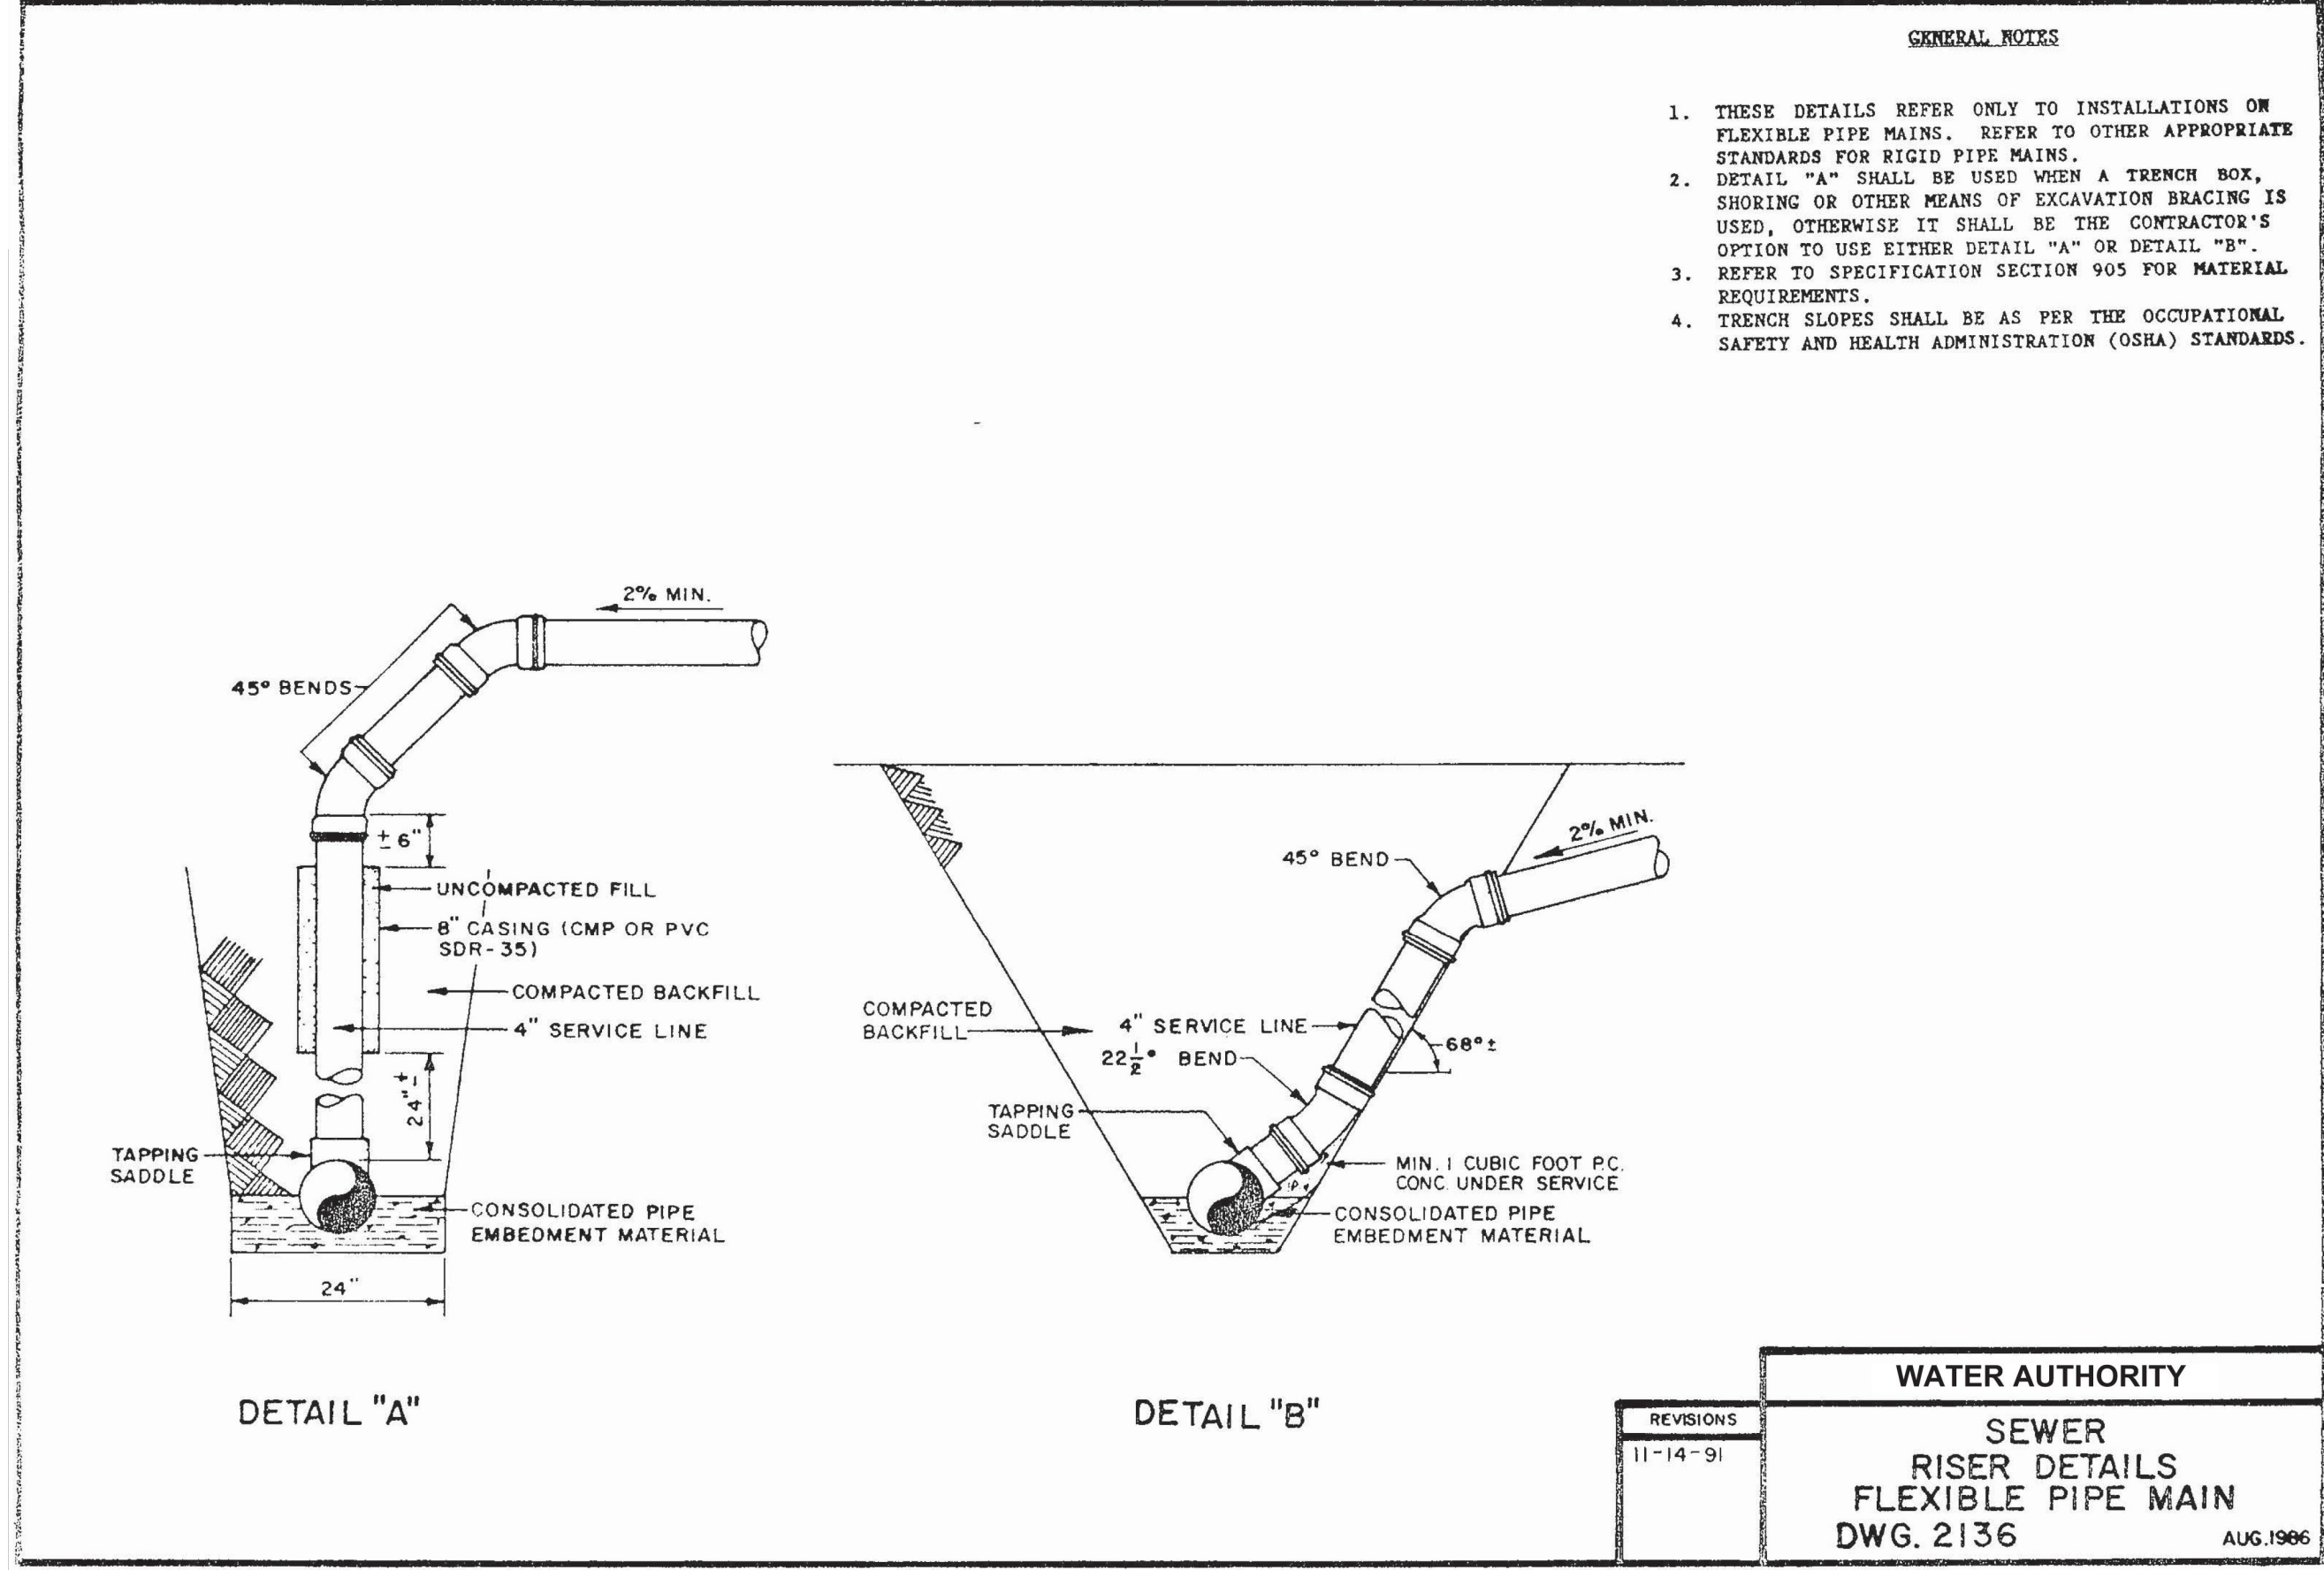 GENERAL NOTES
1. THESE DETAILS REFER ONLY TO INSTALLATIONS ON
FLEXIBLE PIPE MAINS. REFER TO OTHER APPROPRIATE
STANDARDS FOR RIGID PIPE MAINS.
2. DETAIL "A" SHALL BE USED WHEN A TRENCH BOX,
SHORING OR OTHER MEANS OF EXCAVATION BRACING IS
USED, OTHERWISE IT SHALL BE THE CONTRACTOR'S
OPTION TO USE EITHER DETAIL "A" OR DETAIL "B".
3. REFER TO SPECIFICATION SECTION 905 FOR MATERIAL
REQUIREMENTS.
4. TRENCH SLOPES SHALL BE AS PER THE OCCUPATIONAL
SAFETY AND HEALTH ADMINISTRATION (OSHA) STANDARDS.
2% MIN.
45° BENDS
± 6"
UNCOMPACTED FILL
8" CASING (CMP OR PVC
SDR-35)
COMPACTED BACKFILL
4" SERVICE LINE
24" ±
TAPPING
SADDLE
CONSOLIDATED PIPE
EMBEDMENT MATERIAL
24"
DETAIL "A"
2% MIN.
45° BEND
COMPACTED
BACKFILL
4" SERVICE LINE
22 1/2° BEND
68° ±
TAPPING
SADDLE
MIN. 1 CUBIC FOOT P.C.
CONC. UNDER SERVICE
CONSOLIDATED PIPE
EMBEDMENT MATERIAL
DETAIL "B"
REVISIONS
11-14-91
WATER AUTHORITY
SEWER
RISER DETAILS
FLEXIBLE PIPE MAIN
DWG. 2136
AUG.1986